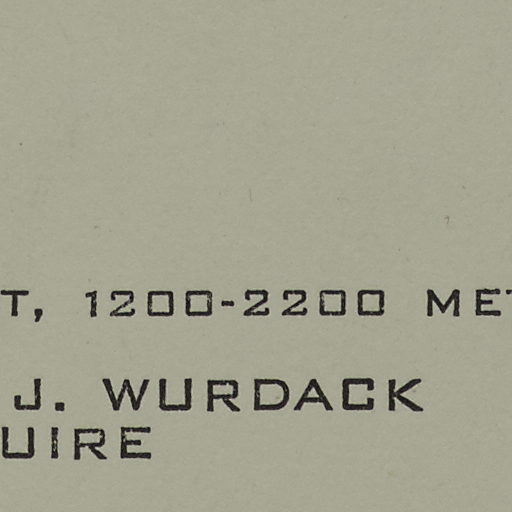 T, 1200-2200 MET
J. WURDACK
UIRE